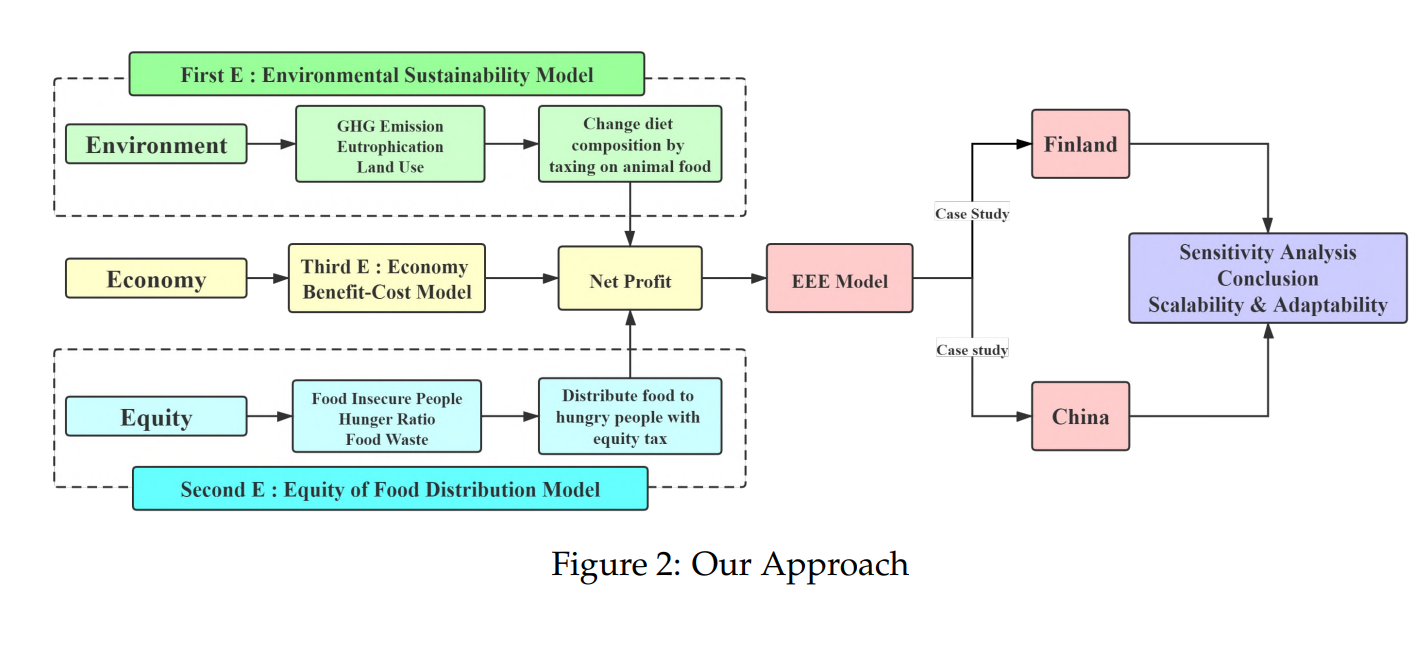 First E : Environmental Sustainability Model
Environment
GHG Emission
Eutrophication
Land Use
Change diet
composition by
taxing on animal food
Economy
Third E : Economy
Benefit-Cost Model
Net Profit
EEE Model
Equity
Food Insecure People
Hunger Ratio
Food Waste
Distribute food to
hungry people with
equity tax
Second E : Equity of Food Distribution Model
Case Study
Finland
Case study
China
Sensitivity Analysis
Conclusion
Scalability & Adaptability
Figure 2: Our Approach